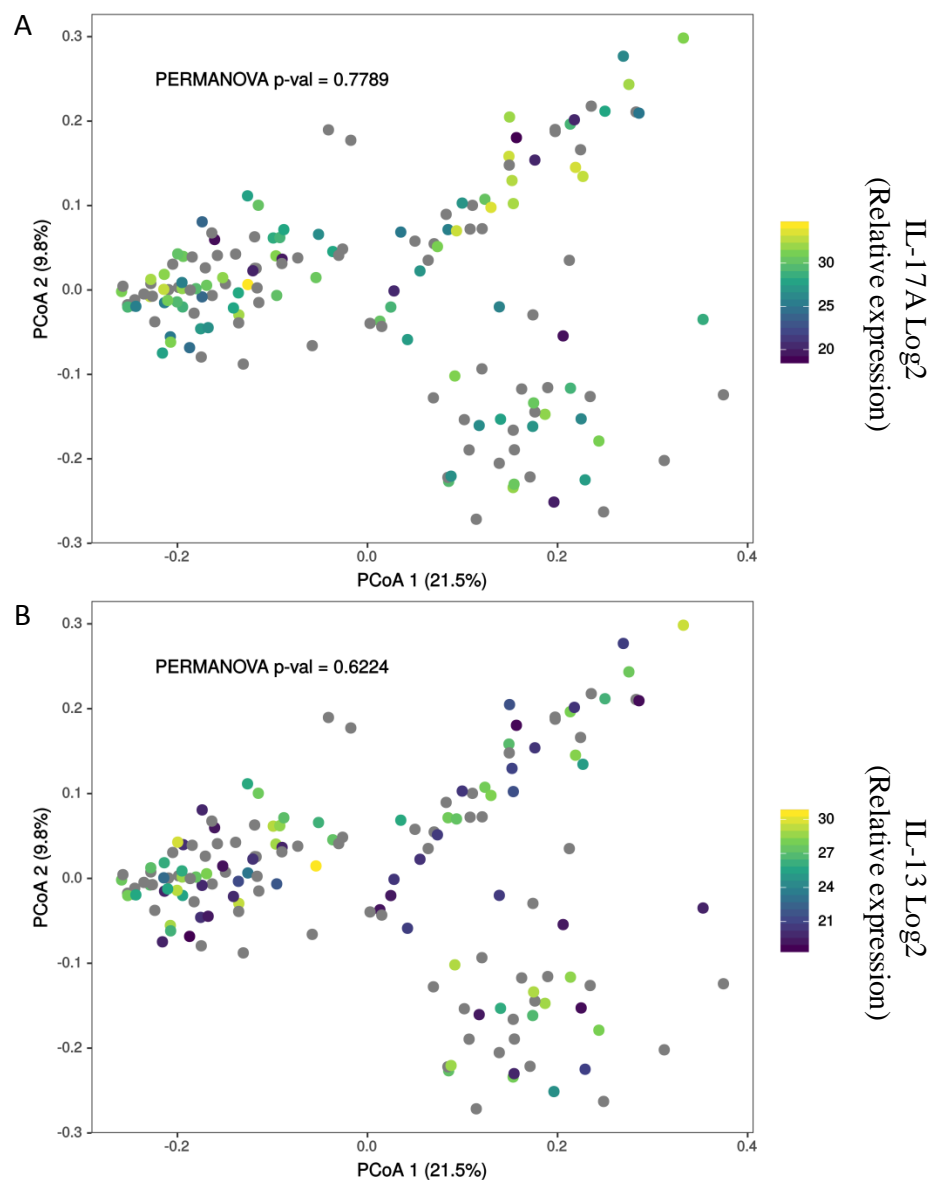 A
PERMANOVA p-val = 0.7789
0.3
0.2
0.1
0.0
-0.1
-0.2
-0.3
PCoA 2 (9.8%)
-0.2
0.0
0.2
0.4
PCoA 1 (21.5%)
30
25
20
IL-17A Log2
(Relative expression)
B
PERMANOVA p-val = 0.6224
0.3
0.2
0.1
0.0
-0.1
-0.2
-0.3
PCoA 2 (9.8%)
-0.2
0.0
0.2
0.4
PCoA 1 (21.5%)
30
27
24
21
IL-13 Log2
(Relative expression)